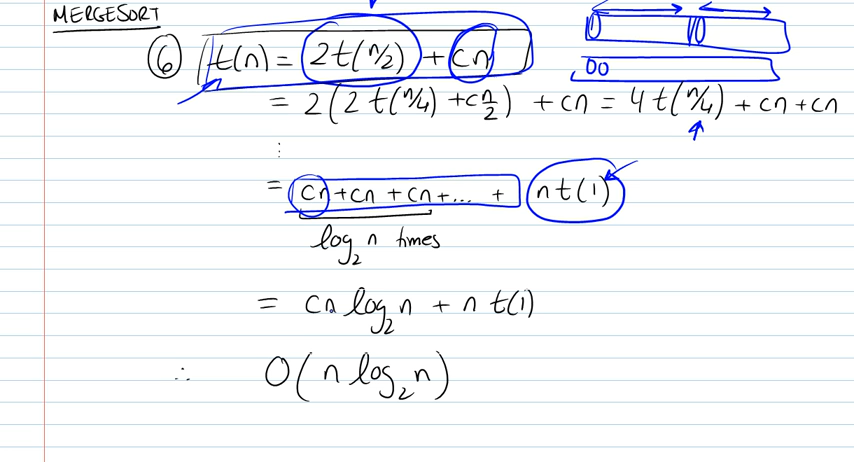 MERGESORT
6 t(n) = 2t(n/2) + cn
= 2(2t(n/4) + cn/2) + cn = 4t(n/4) + cn + cn
⋮
= cn + cn + cn + ... + nt(1)
log₂ n times
= cn log₂ n + n t(1)
∴ O(n log₂ n)